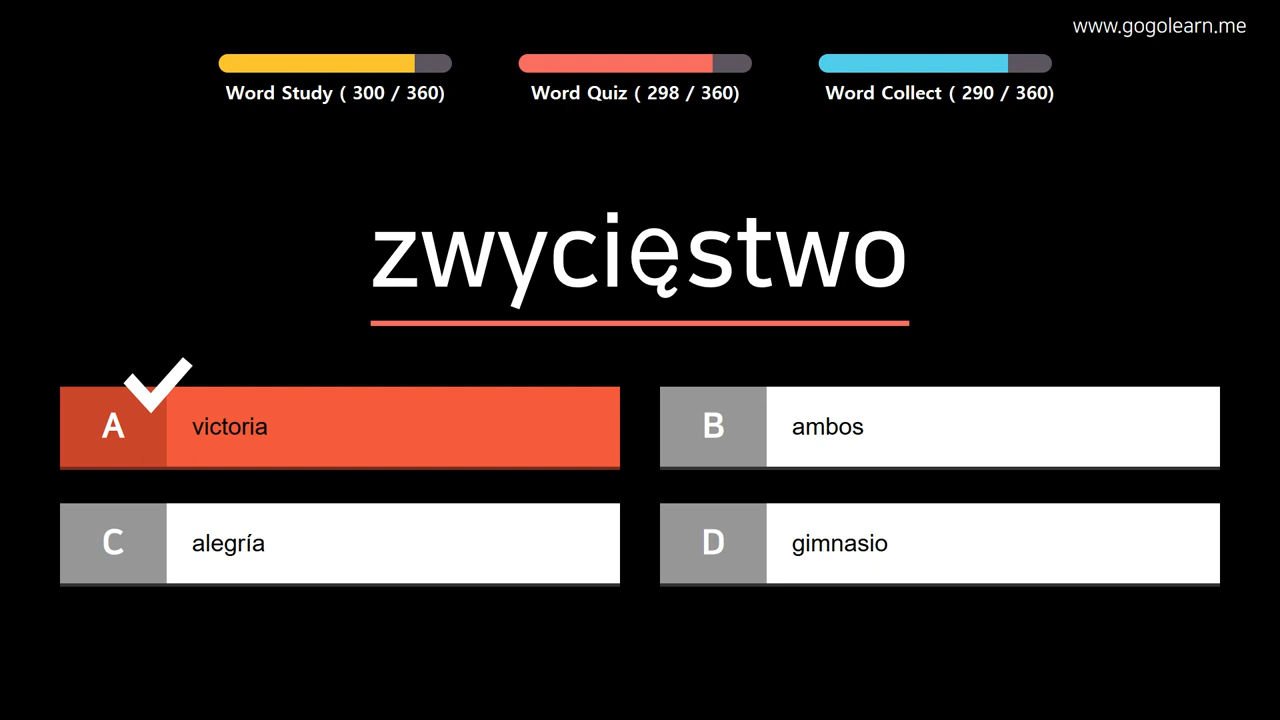 www.gogolearn.me
Word Study ( 300 / 360)
Word Quiz ( 298 / 360)
Word Collect ( 290 / 360)
zwycięstwo
A victoria
B ambos
C alegría
D gimnasio